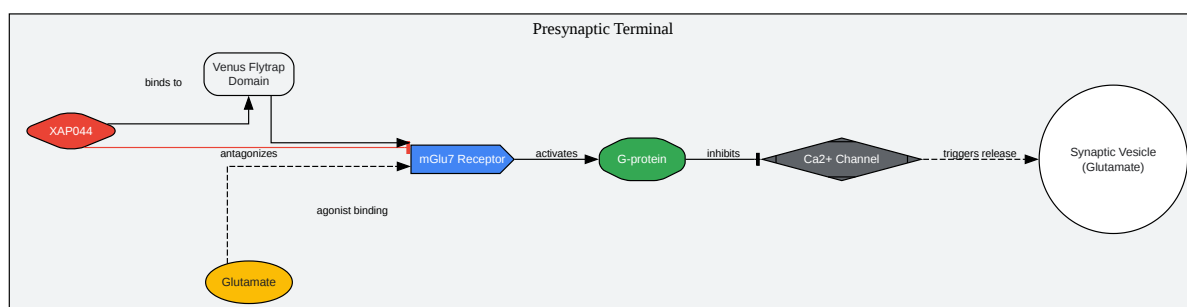 Presynaptic Terminal
Venus Flytrap
Domain
binds to
XAP044
antagonizes
mGlu7 Receptor
activates
G-protein
inhibits
Ca2+ Channel
triggers release
Synaptic Vesicle
(Glutamate)
agonist binding
Glutamate